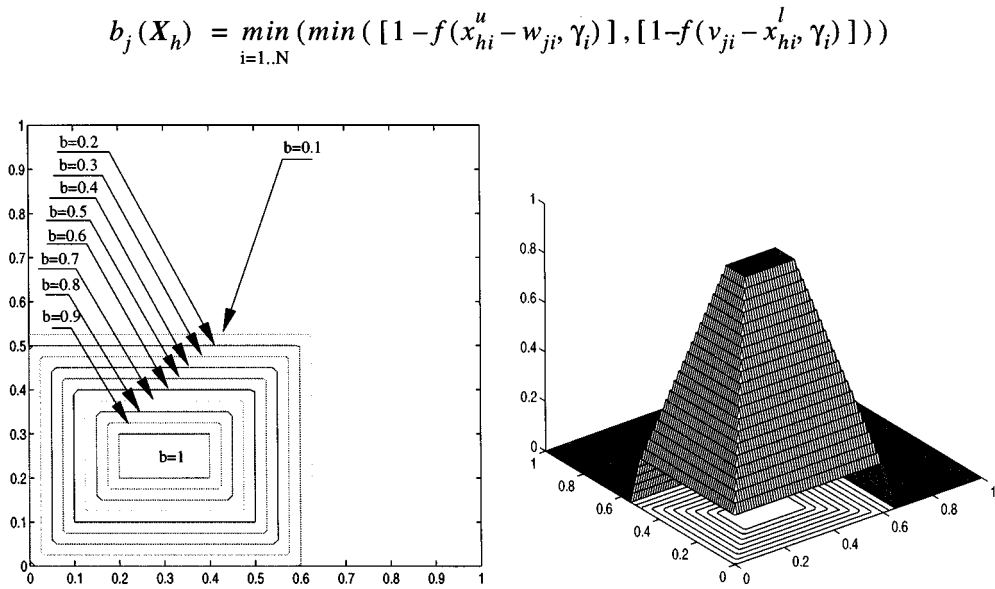 b_j (X_h) = min_{i=1..N} (min ( [1 – f(x^u_{hi} – w_{ji}, γ_i) ] , [1–f(v_{ji} – x^l_{hi}, γ_i) ] ) )
b=0.2
b=0.1
b=0.3
b=0.4
b=0.5
b=0.6
b=0.7
b=0.8
b=0.9
b=1
1
0.9
0.8
0.7
0.6
0.5
0.4
0.3
0.2
0.1
0
0 0.1 0.2 0.3 0.4 0.5 0.6 0.7 0.8 0.9 1
1
0.8
0.6
0.4
0.2
0
1
0.8
0.6
0.4
0.2
0
0
0.2
0.4
0.6
0.8
1